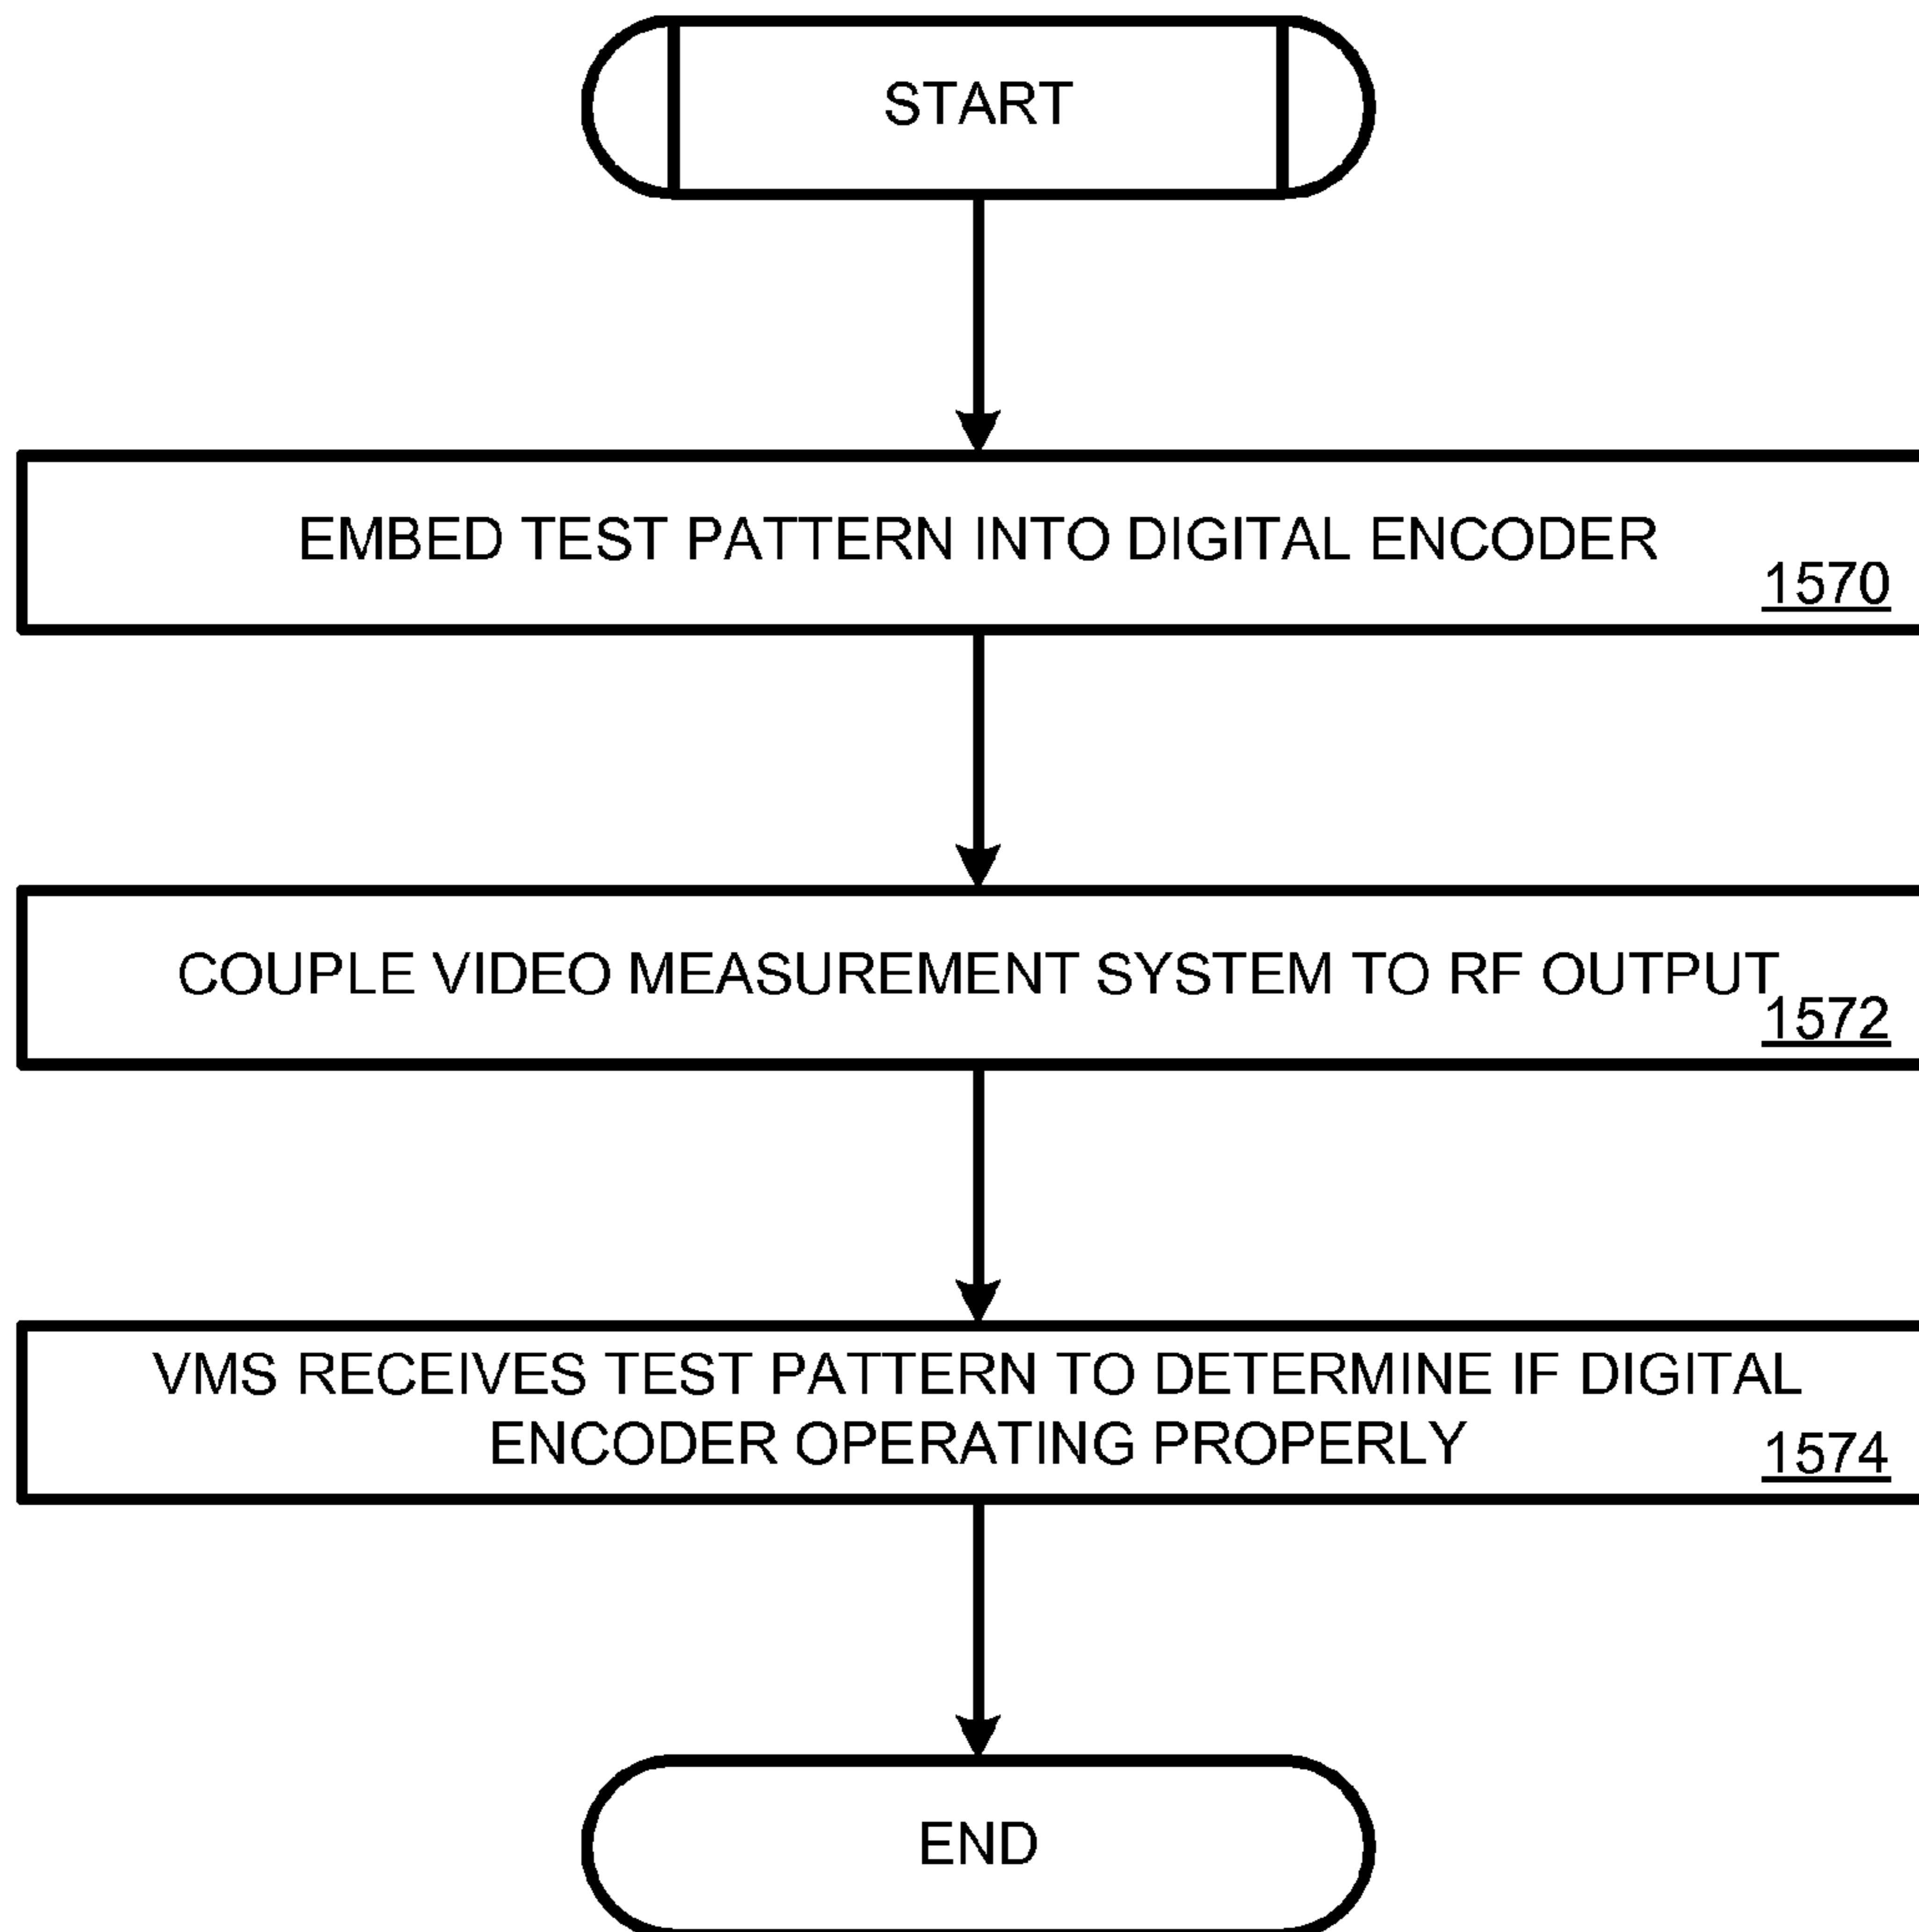 START
EMBED TEST PATTERN INTO DIGITAL ENCODER
1570
COUPLE VIDEO MEASUREMENT SYSTEM TO RF OUTPUT
1572
VMS RECEIVES TEST PATTERN TO DETERMINE IF DIGITAL
ENCODER OPERATING PROPERLY
1574
END